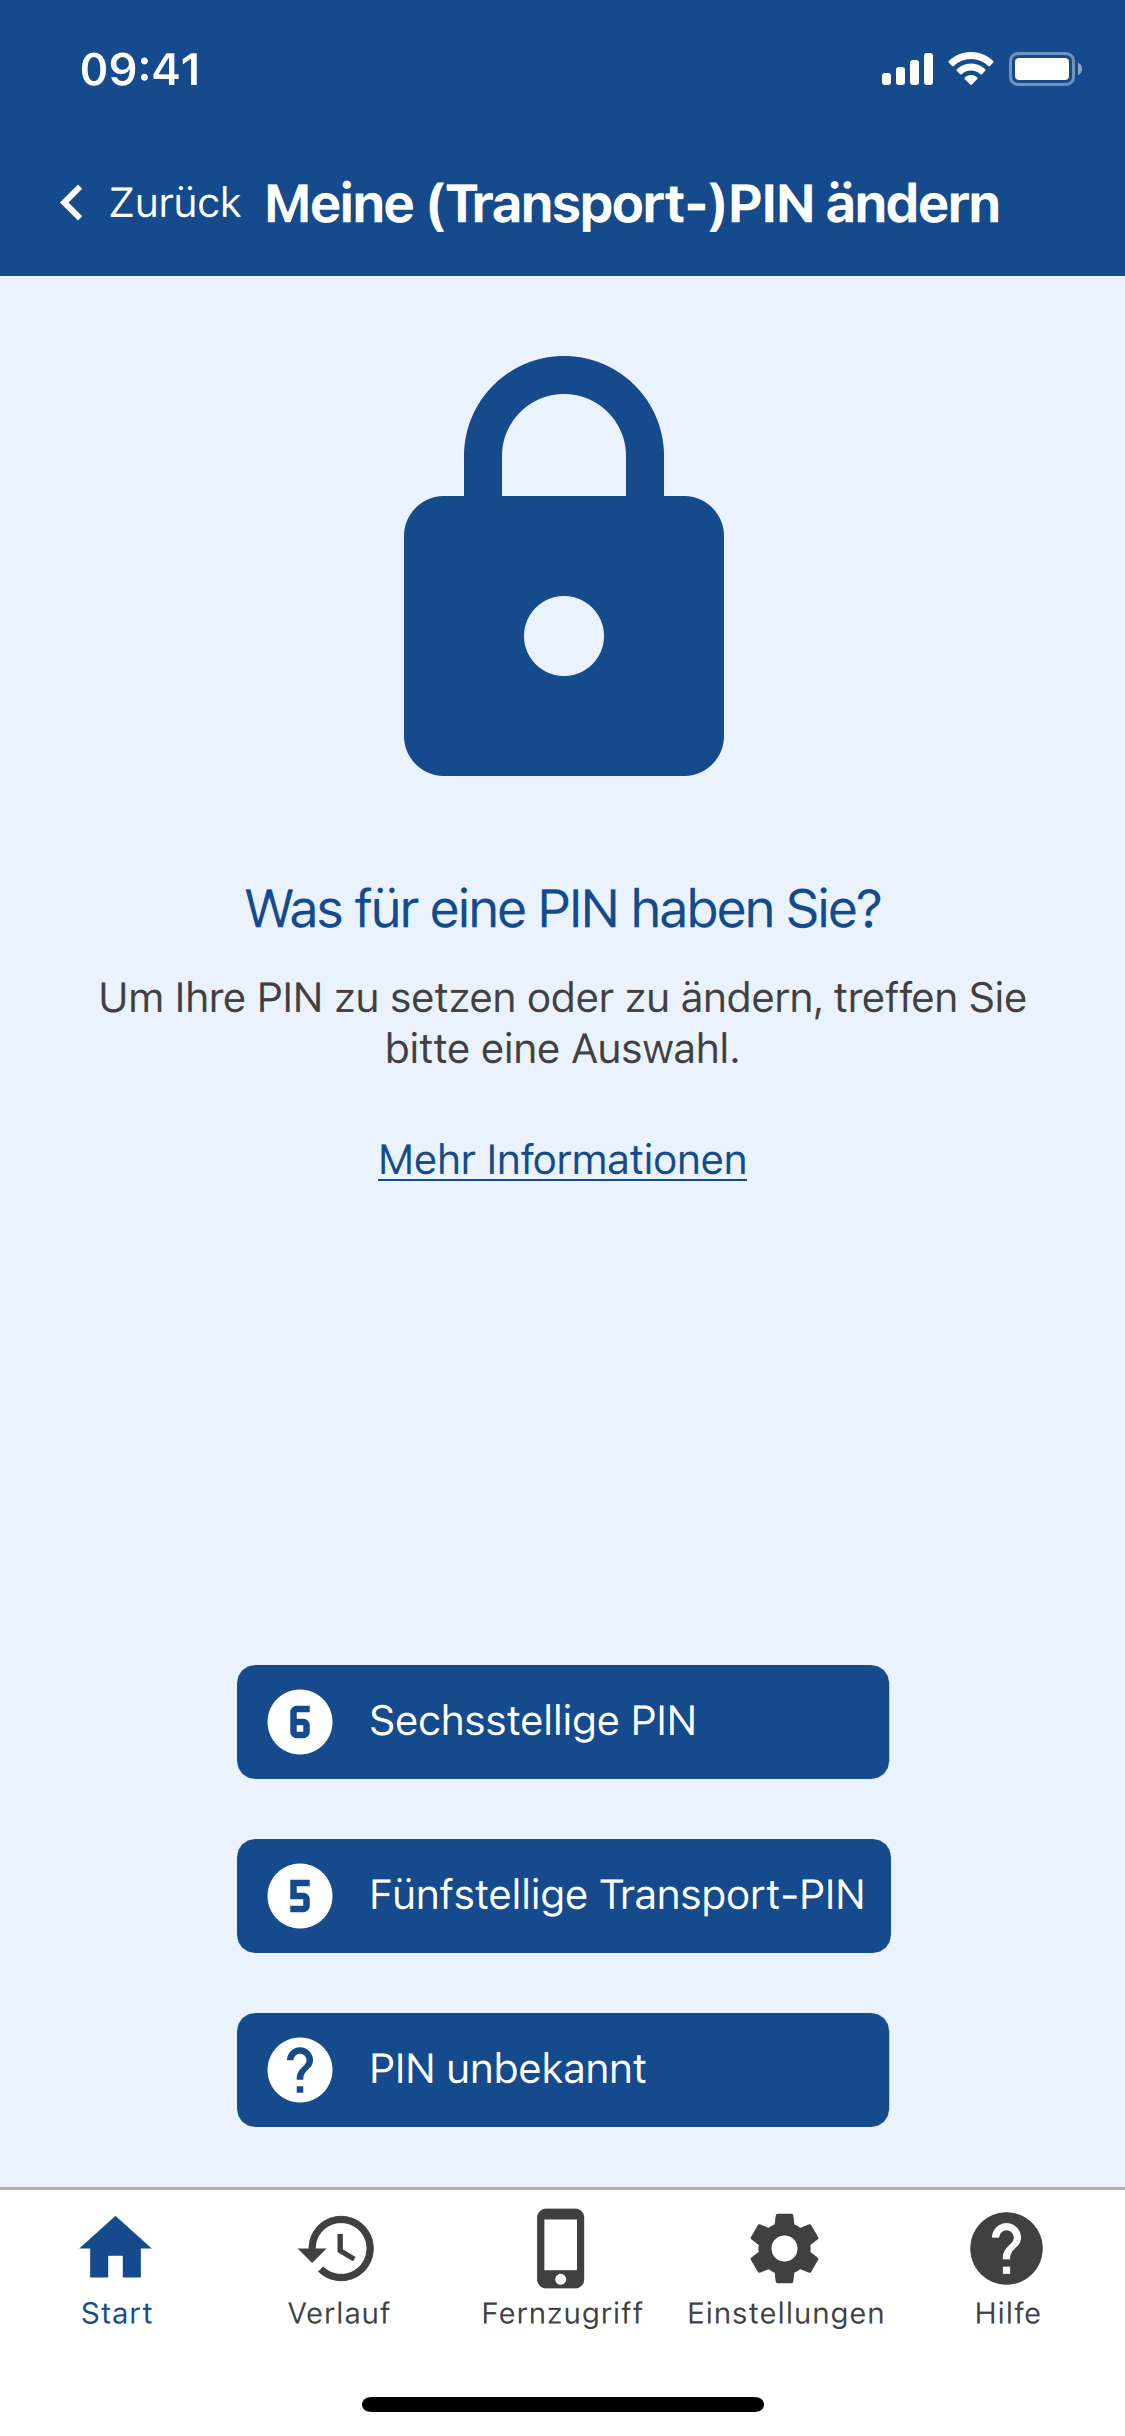 09:41
Zurück Meine (Transport-)PIN ändern
Was für eine PIN haben Sie?
Um Ihre PIN zu setzen oder zu ändern, treffen Sie
bitte eine Auswahl.
Mehr Informationen
6 Sechsstellige PIN
5 Fünfstellige Transport-PIN
? PIN unbekannt
Start Verlauf Fernzugriff Einstellungen Hilfe